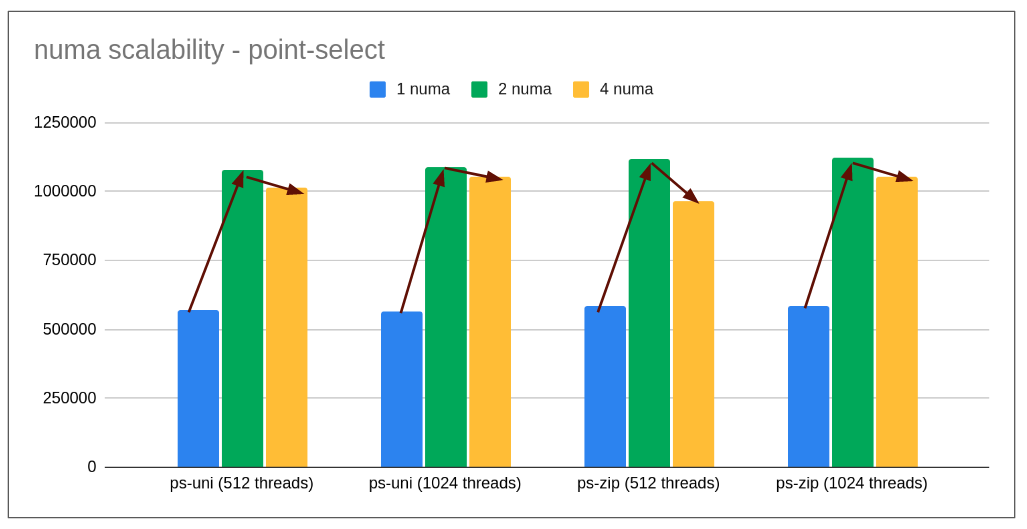 numa scalability - point-select
1 numa 2 numa 4 numa
1250000
1000000
750000
500000
250000
0
ps-uni (512 threads) ps-uni (1024 threads) ps-zip (512 threads) ps-zip (1024 threads)